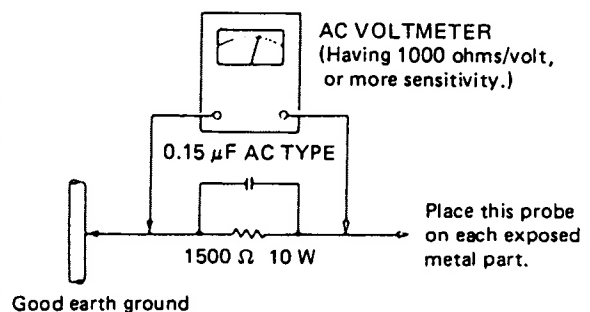 AC VOLTMETER
(Having 1000 ohms/volt,
or more sensitivity.)
0.15 μF AC TYPE
1500 Ω 10 W
Place this probe
on each exposed
metal part.
Good earth ground